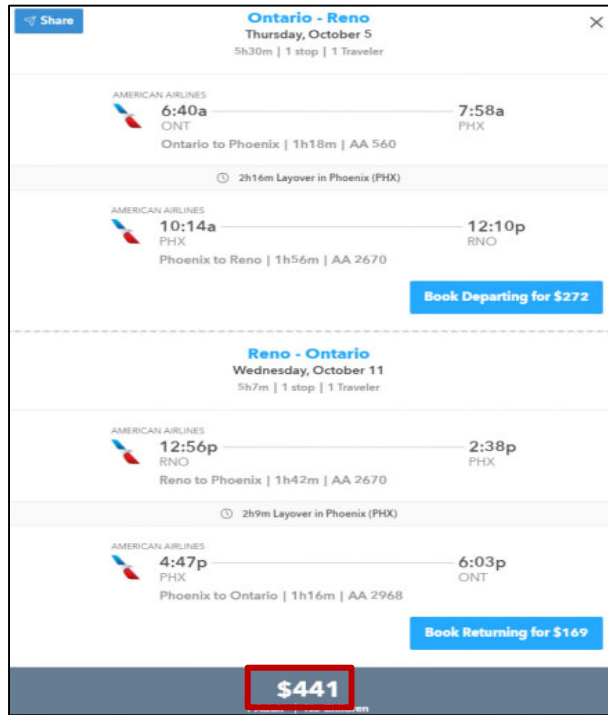 Share
Ontario - Reno
Thursday, October 5
5h30m | 1 stop | 1 Traveler
AMERICAN AIRLINES
6:40a 7:58a
ONT PHX
Ontario to Phoenix | 1h18m | AA 560
2h16m Layover in Phoenix (PHX)
AMERICAN AIRLINES
10:14a 12:10p
PHX RNO
Phoenix to Reno | 1h56m | AA 2670
Book Departing for $272
Reno - Ontario
Wednesday, October 11
5h7m | 1 stop | 1 Traveler
AMERICAN AIRLINES
12:56p 2:38p
RNO PHX
Reno to Phoenix | 1h42m | AA 2670
2h9m Layover in Phoenix (PHX)
AMERICAN AIRLINES
4:47p 6:03p
PHX ONT
Phoenix to Ontario | 1h16m | AA 2968
Book Returning for $169
$441